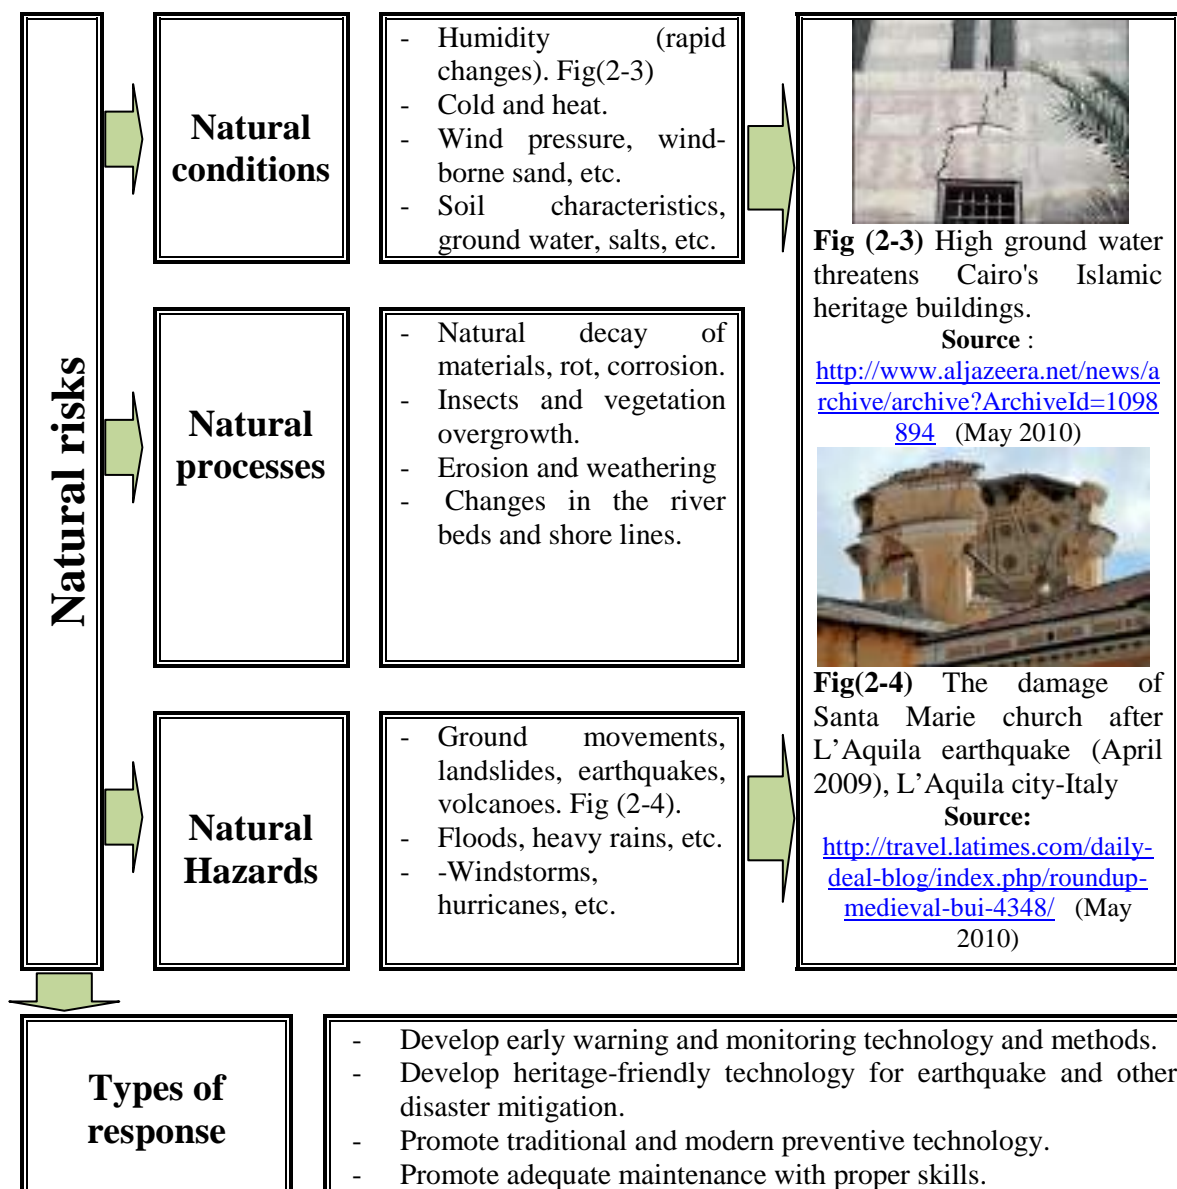 Natural risks
Natural
conditions
- Humidity (rapid
changes). Fig(2-3)
- Cold and heat.
- Wind pressure, wind-
borne sand, etc.
- Soil characteristics,
ground water, salts, etc.
Fig (2-3) High ground water
threatens Cairo's Islamic
heritage buildings.
Source :
http://www.aljazeera.net/news/a
rchive/archive?ArchiveId=1098
894 (May 2010)
Natural
processes
- Natural decay of
materials, rot, corrosion.
- Insects and vegetation
overgrowth.
- Erosion and weathering
- Changes in the river
beds and shore lines.
Natural
Hazards
- Ground movements,
landslides, earthquakes,
volcanoes. Fig (2-4).
- Floods, heavy rains, etc.
- -Windstorms,
hurricanes, etc.
Fig(2-4) The damage of
Santa Marie church after
L’Aquila earthquake (April
2009), L’Aquila city-Italy
Source:
http://travel.latimes.com/daily-
deal-blog/index.php/roundup-
medieval-bui-4348/ (May
2010)
Types of
response
- Develop early warning and monitoring technology and methods.
- Develop heritage-friendly technology for earthquake and other
disaster mitigation.
- Promote traditional and modern preventive technology.
- Promote adequate maintenance with proper skills.